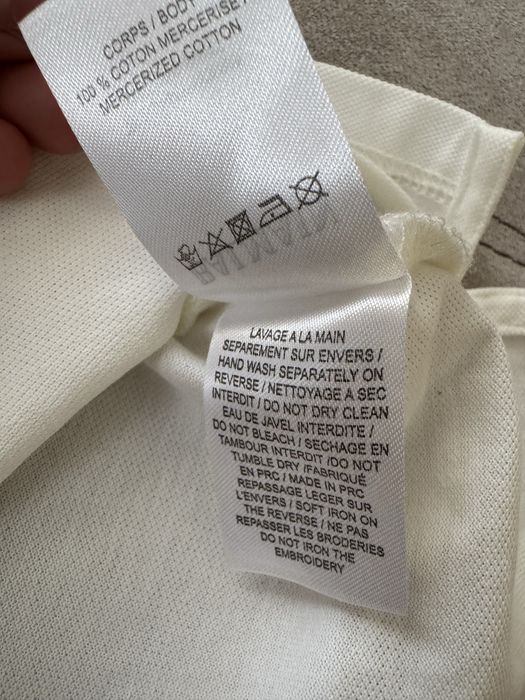 CORPS / BODY
100 % COTON MERCERISE
MERCERIZED COTTON
BALMAIN
LAVAGE A LA MAIN
SEPAREMENT SUR ENVERS /
HAND WASH SEPARATELY ON
REVERSE / NETTOYAGE A SEC
INTERDIT / DO NOT DRY CLEAN
EAU DE JAVEL INTERDITE /
DO NOT BLEACH / SECHAGE EN
TAMBOUR INTERDIT /DO NOT
TUMBLE DRY /FABRIQUÉ
EN PRC / MADE IN PRC
REPASSAGE LEGER SUR
L'ENVERS / SOFT IRON ON
THE REVERSE / NE PAS
REPASSER LES BRODERIES
DO NOT IRON THE
EMBROIDERY